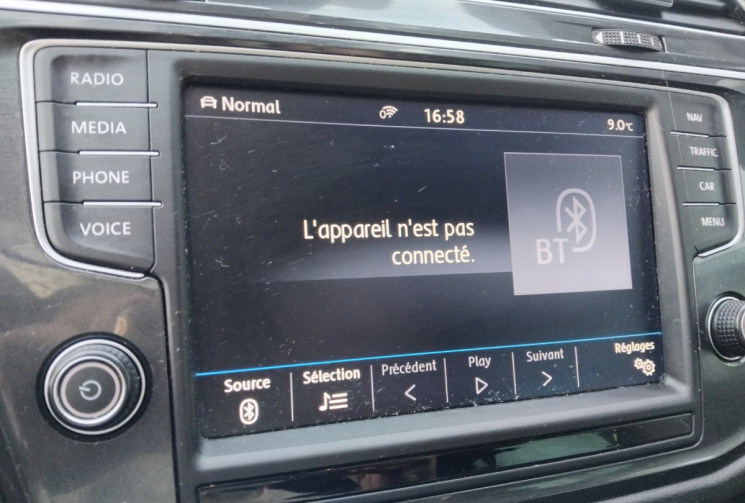 RADIO
MEDIA
PHONE
VOICE
Normal
0
16:58
9.0°C
L'appareil n'est pas
connecté.
BT
Source
Sélection
Précédent
Play
Suivant
Réglages
NAV
TRAFFIC
CAR
MENU